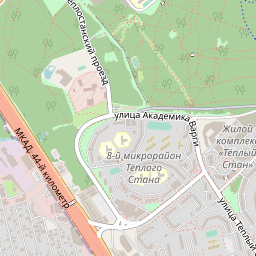 Теплостанский проезд
улица Академика Варги
МКАД, 44-й километр
8-й микрорайон
Тёплого
Стана
Жилой
комплекс
«Тёплый
Стан»
улица Тёплый